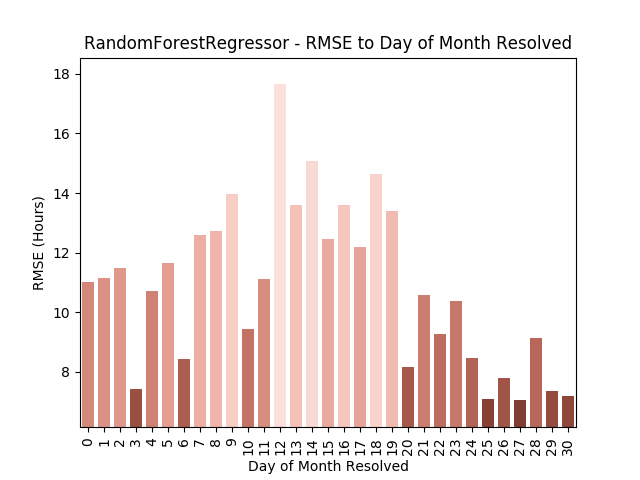 RandomForestRegressor - RMSE to Day of Month Resolved
18
16
14
12
10
8
RMSE (Hours)
0 1 2 3 4 5 6 7 8 9 10 11 12 13 14 15 16 17 18 19 20 21 22 23 24 25 26 27 28 29 30
Day of Month Resolved